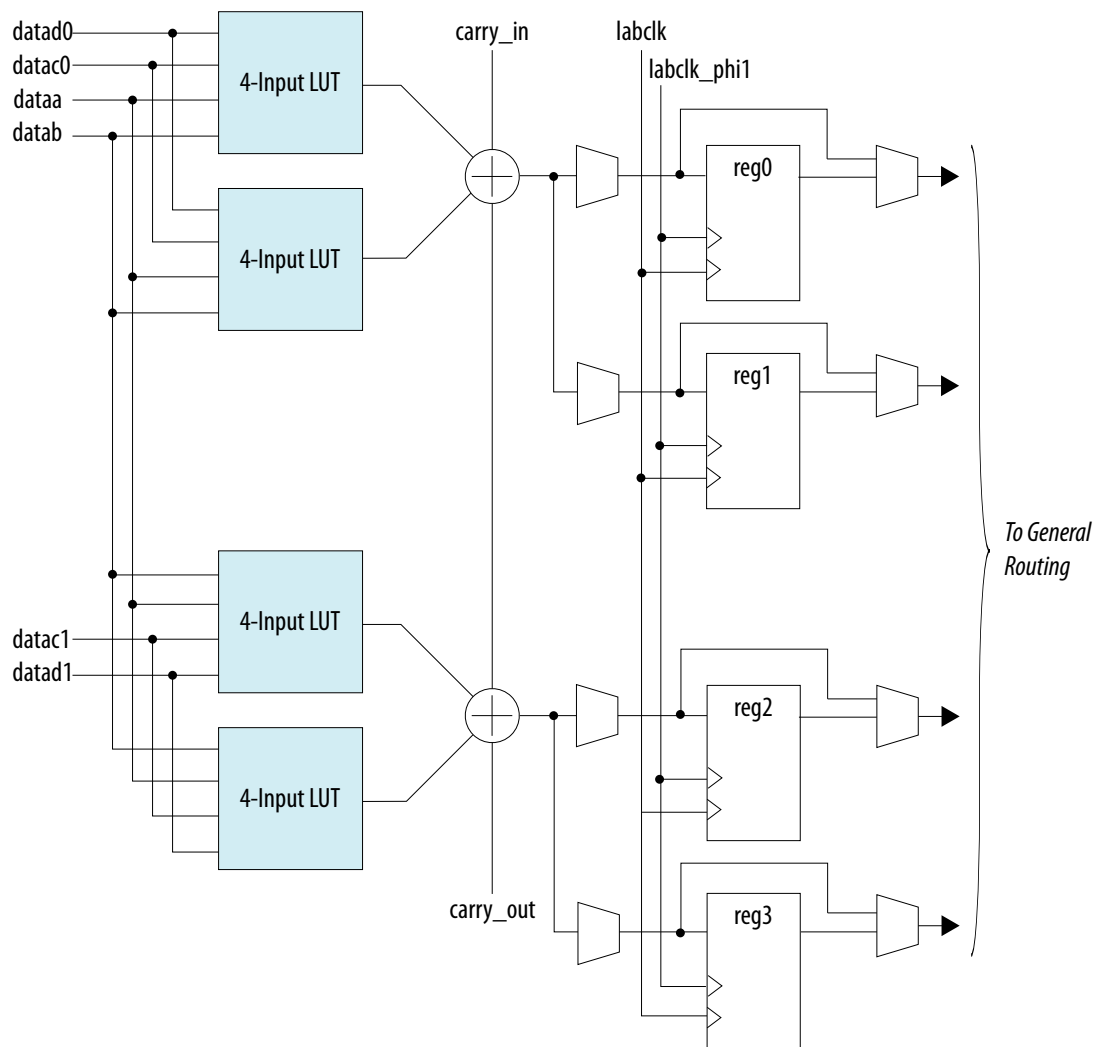 datad0
datac0
dataa
datab
4-Input LUT
carry_in
labclk
labclk_phi1
reg0
4-Input LUT
reg1
To General
Routing
4-Input LUT
datac1
datad1
reg2
4-Input LUT
carry_out
reg3